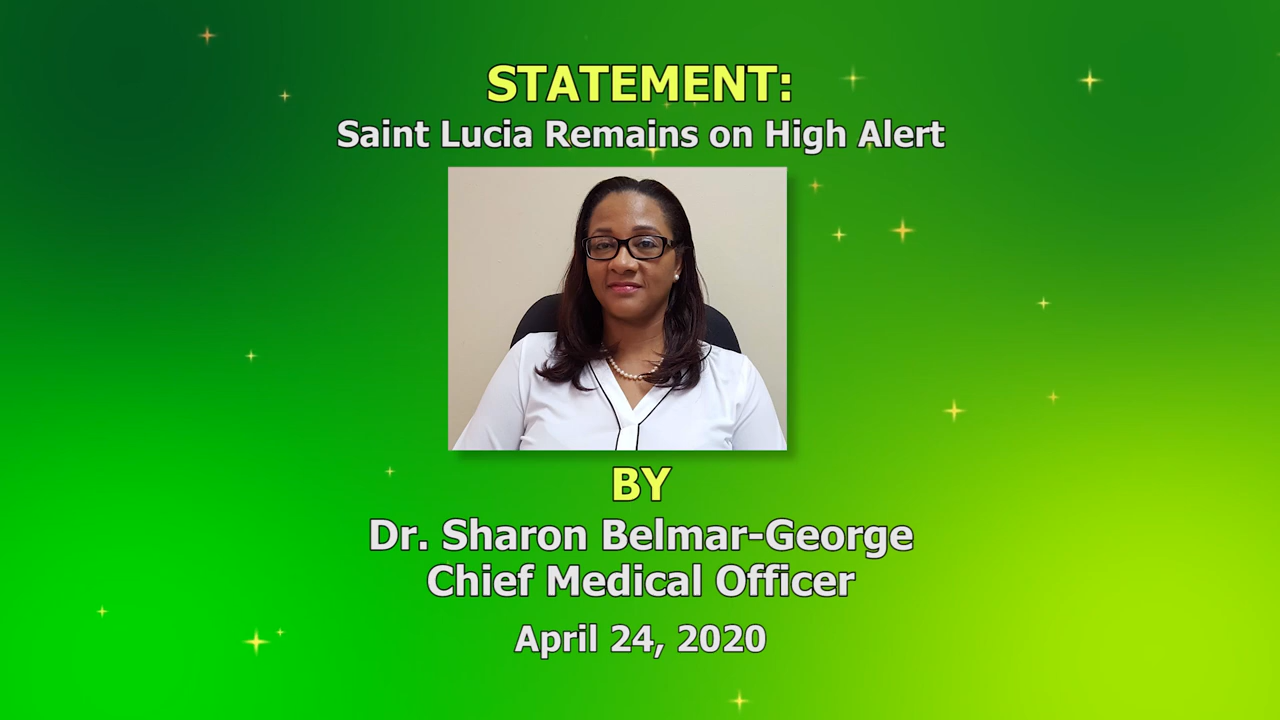 STATEMENT:
Saint Lucia Remains on High Alert
BY
Dr. Sharon Belmar-George
Chief Medical Officer
April 24, 2020